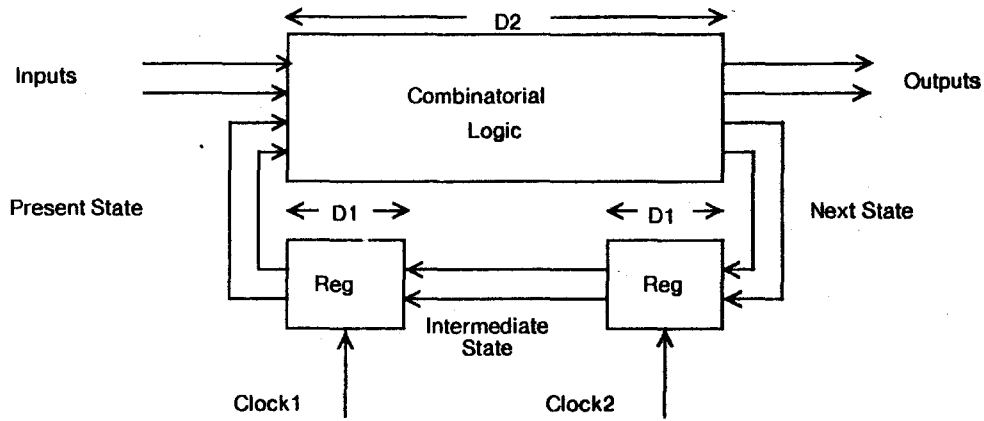 D2
Inputs
Combinatorial
Logic
Outputs
Present State
D1
D1
Next State
Reg
Reg
Intermediate
State
Clock1
Clock2